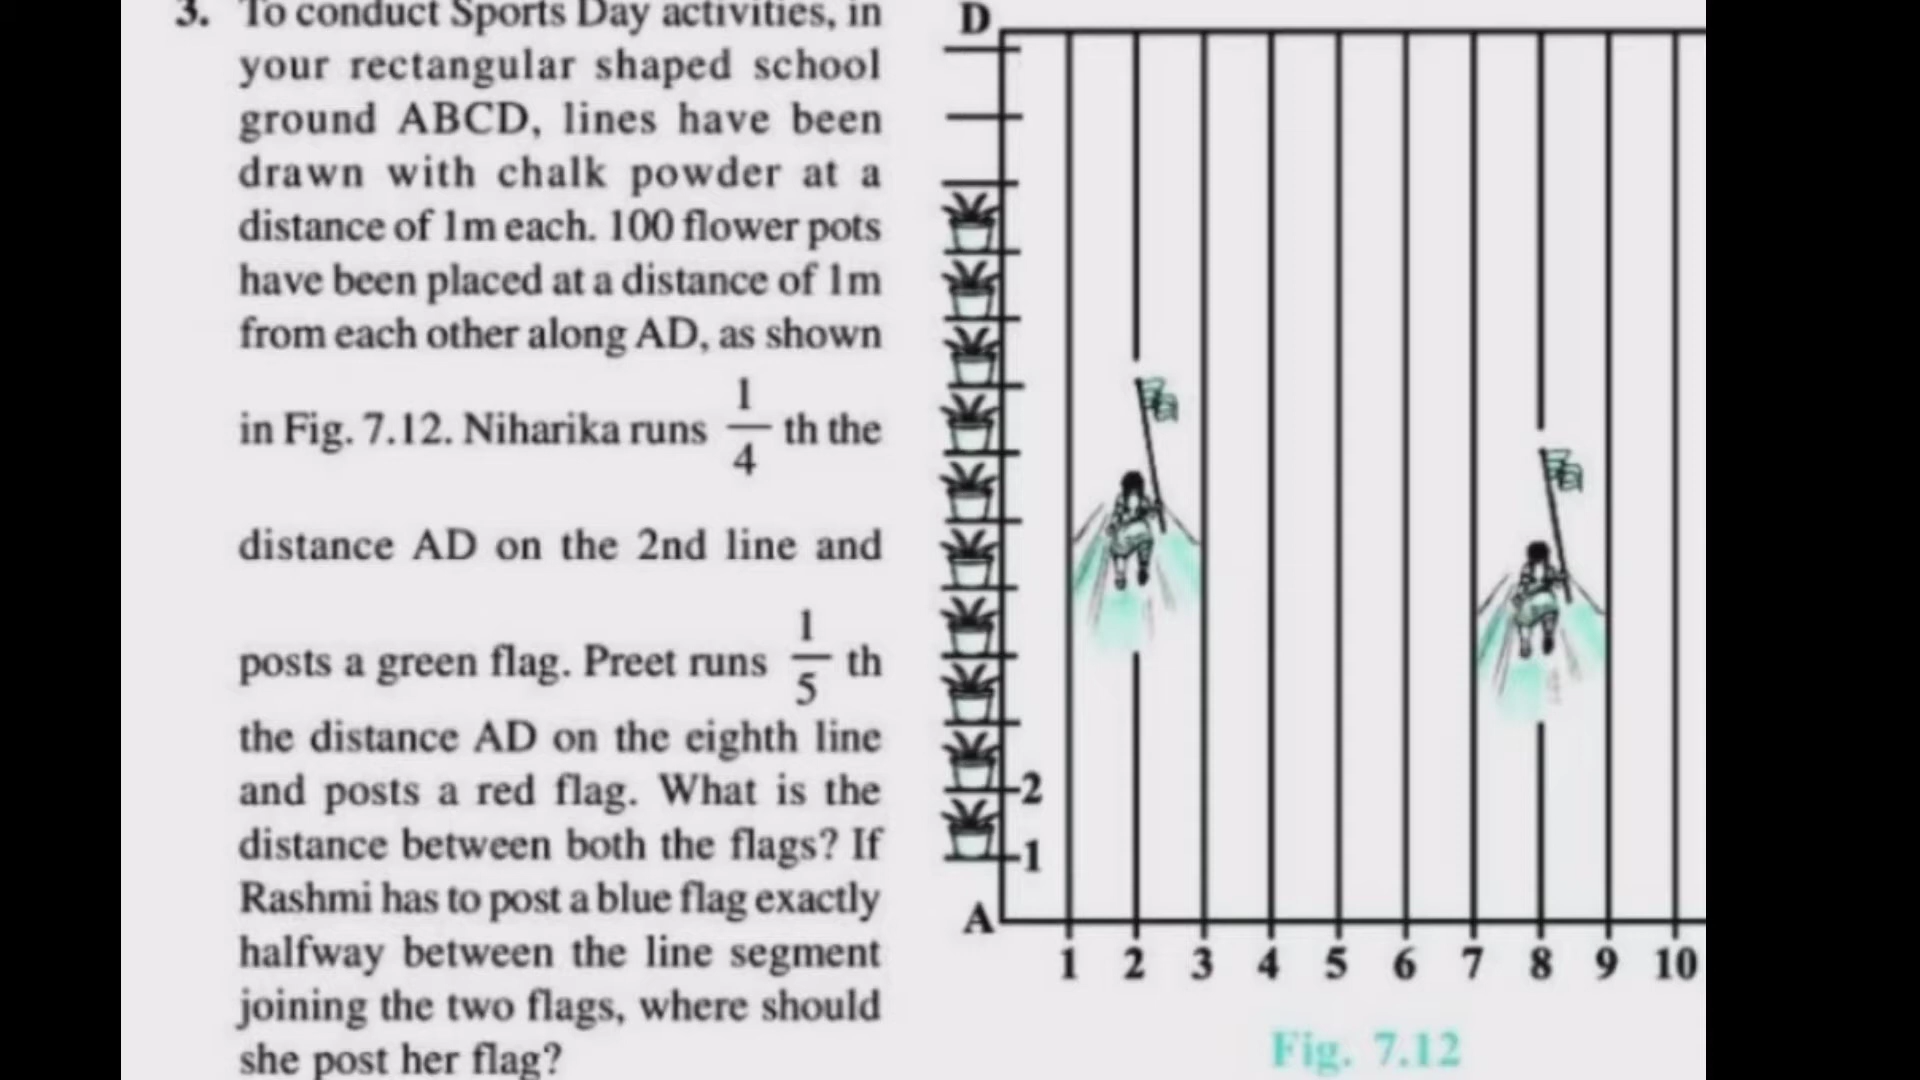 3. To conduct Sports Day activities, in
your rectangular shaped school
ground ABCD, lines have been
drawn with chalk powder at a
distance of 1m each. 100 flower pots
have been placed at a distance of 1m
from each other along AD, as shown
in Fig. 7.12. Niharika runs 1/4 th the
distance AD on the 2nd line and
posts a green flag. Preet runs 1/5 th
the distance AD on the eighth line
and posts a red flag. What is the
distance between both the flags? If
Rashmi has to post a blue flag exactly
halfway between the line segment
joining the two flags, where should
she post her flag?
D
2
1
A
1 2 3 4 5 6 7 8 9 10
Fig. 7.12